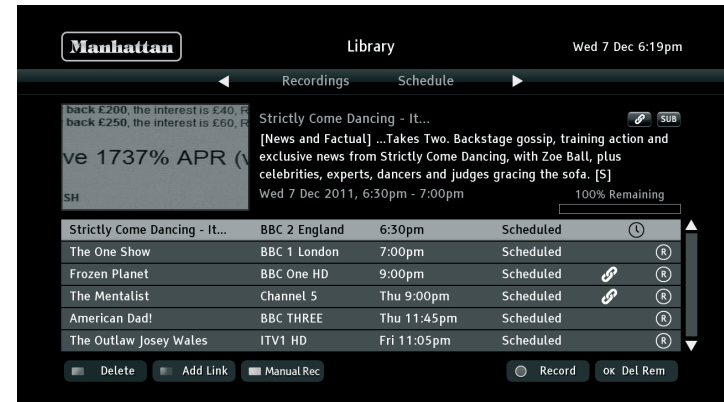 Manhattan
Library
Wed 7 Dec 6:19pm
Recordings Schedule
back £200, the interest is £40, R
back £250, the interest is £60, R
ve 1737% APR (v
SH
Strictly Come Dancing - It...
SUB
[News and Factual] ...Takes Two. Backstage gossip, training action and
exclusive news from Strictly Come Dancing, with Zoe Ball, plus
celebrities, experts, dancers and judges gracing the sofa. [S]
Wed 7 Dec 2011, 6:30pm - 7:00pm
100% Remaining
Strictly Come Dancing - It... BBC 2 England 6:30pm Scheduled
The One Show BBC 1 London 7:00pm Scheduled R
Frozen Planet BBC One HD 9:00pm Scheduled R
The Mentalist Channel 5 Thu 9:00pm Scheduled R
American Dad! BBC THREE Thu 11:45pm Scheduled R
The Outlaw Josey Wales ITV1 HD Fri 11:05pm Scheduled R
Delete Add Link Manual Rec Record OK Del Rem